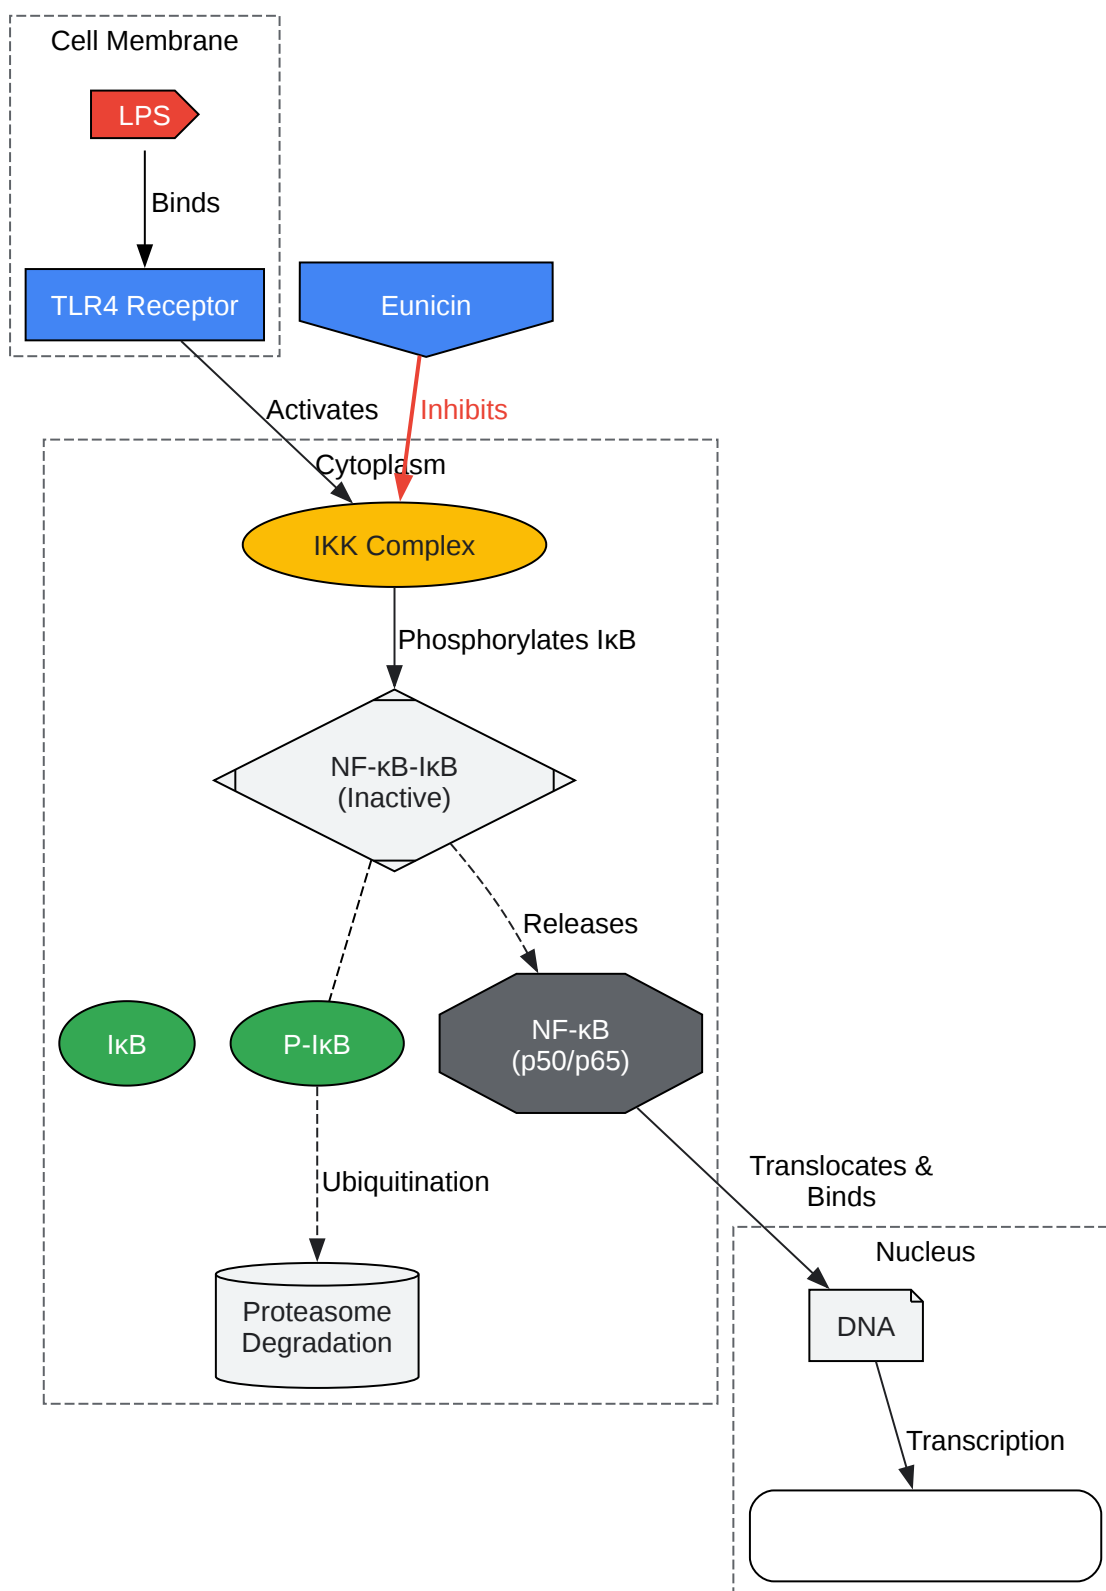 Cell Membrane
LPS
Binds
TLR4 Receptor
Eunicin
Activates
Inhibits
Cytoplasm
IKK Complex
Phosphorylates IκB
NF-κB-IκB
(Inactive)
Releases
IκB
P-IκB
NF-κB
(p50/p65)
Ubiquitination
Translocates &
Binds
Nucleus
Proteasome
Degradation
DNA
Transcription